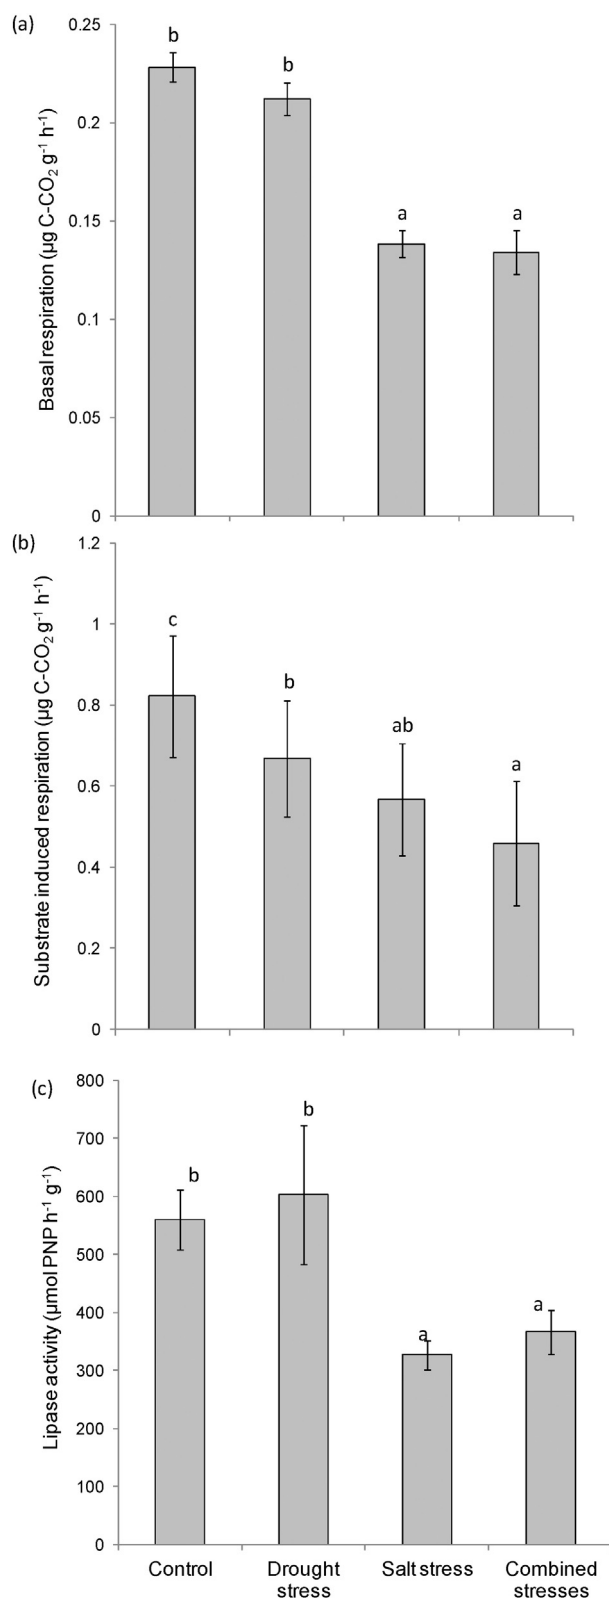 (a)
Basal respiration (µg C-CO₂ g⁻¹ h⁻¹)
0.25
0.2
0.15
0.1
0.05
0
b
b
a
a
(b)
Substrate induced respiration (µg C-CO₂ g⁻¹ h⁻¹)
1.2
1
0.8
0.6
0.4
0.2
0
c
b
ab
a
(c)
Lipase activity (µmol PNP h⁻¹ g⁻¹)
800
700
600
500
400
300
200
100
0
b
b
a
a
Control
Drought
stress
Salt stress
Combined
stresses